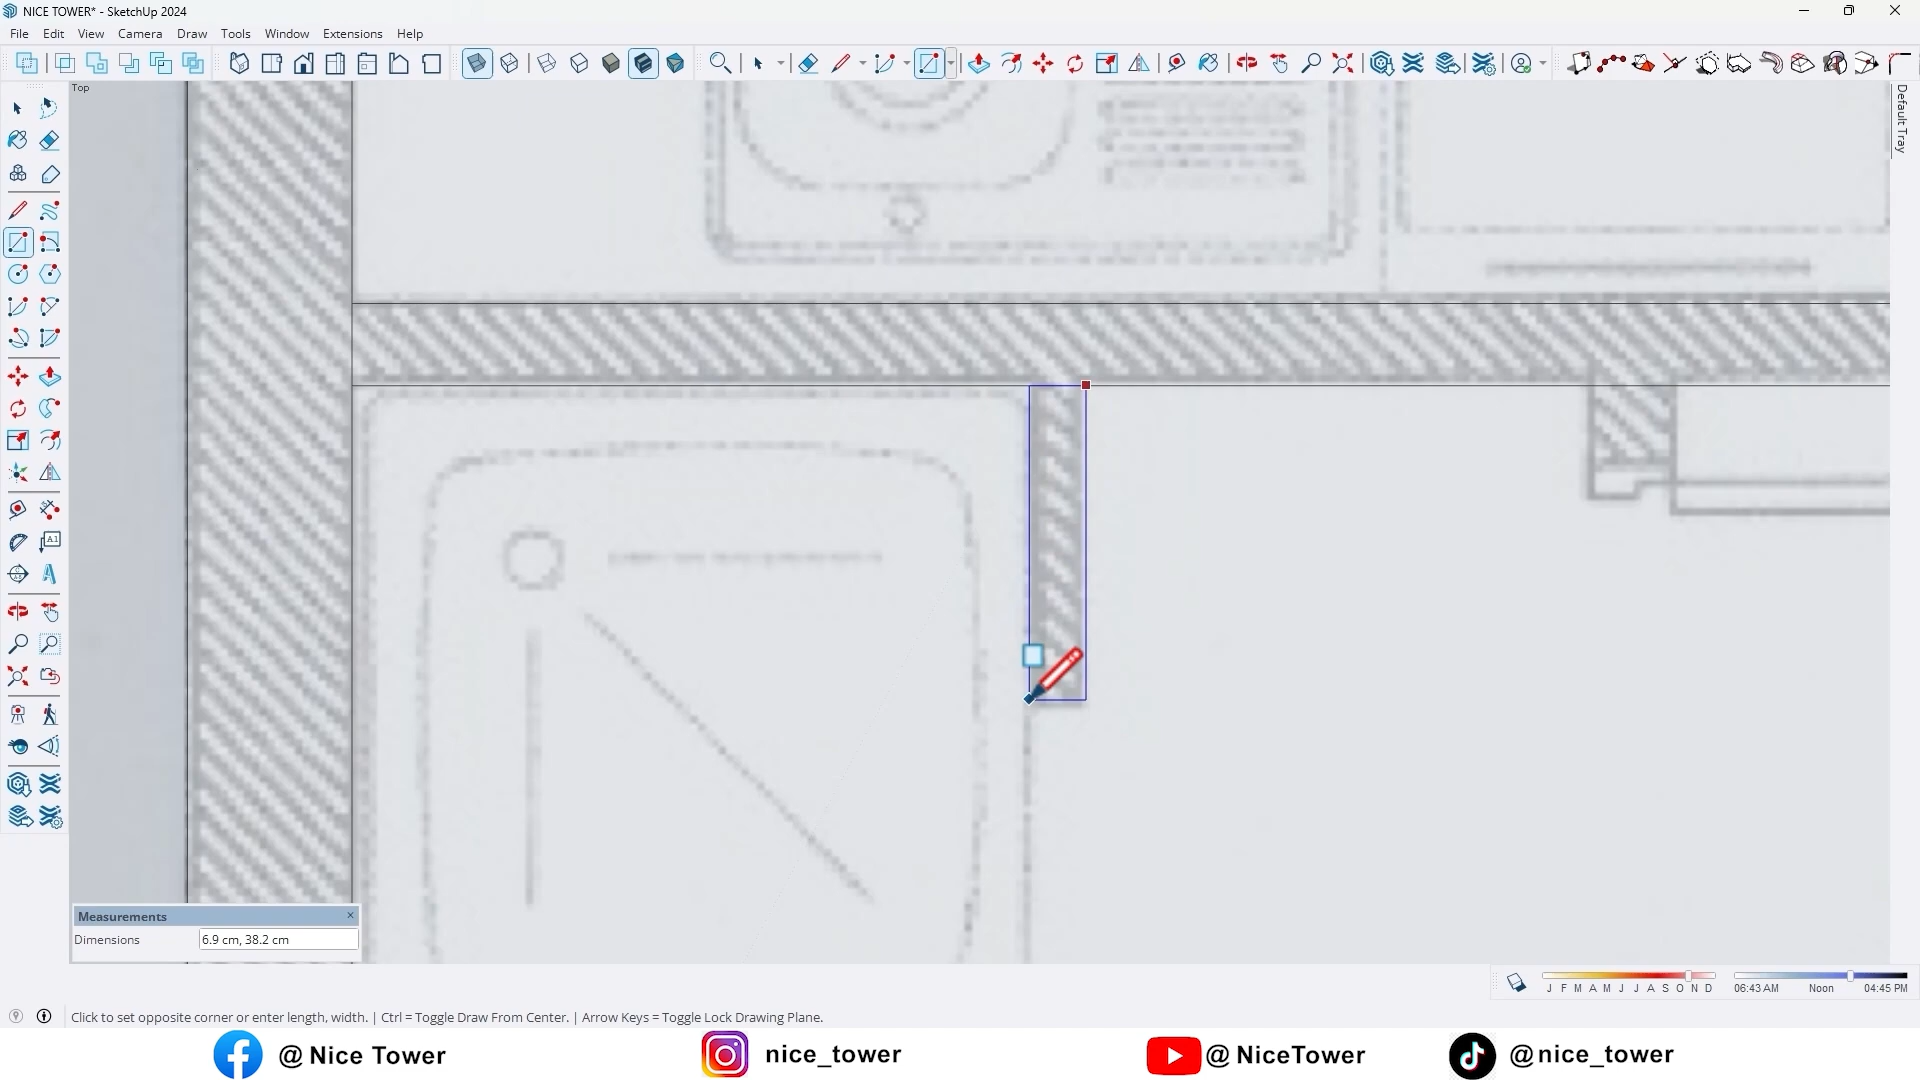 NICE TOWER* - SketchUp 2024
File Edit View Camera Draw Tools Window Extensions Help
Top
Default Tray
A1
Measurements
Dimensions 6.9 cm, 38.2 cm
J F M A M J J A S O N D 06:43 AM Noon 04:45 PM
Click to set opposite corner or enter length, width. | Ctrl = Toggle Draw From Center. | Arrow Keys = Toggle Lock Drawing Plane.
@ Nice Tower nice_tower @ NiceTower @nice_tower